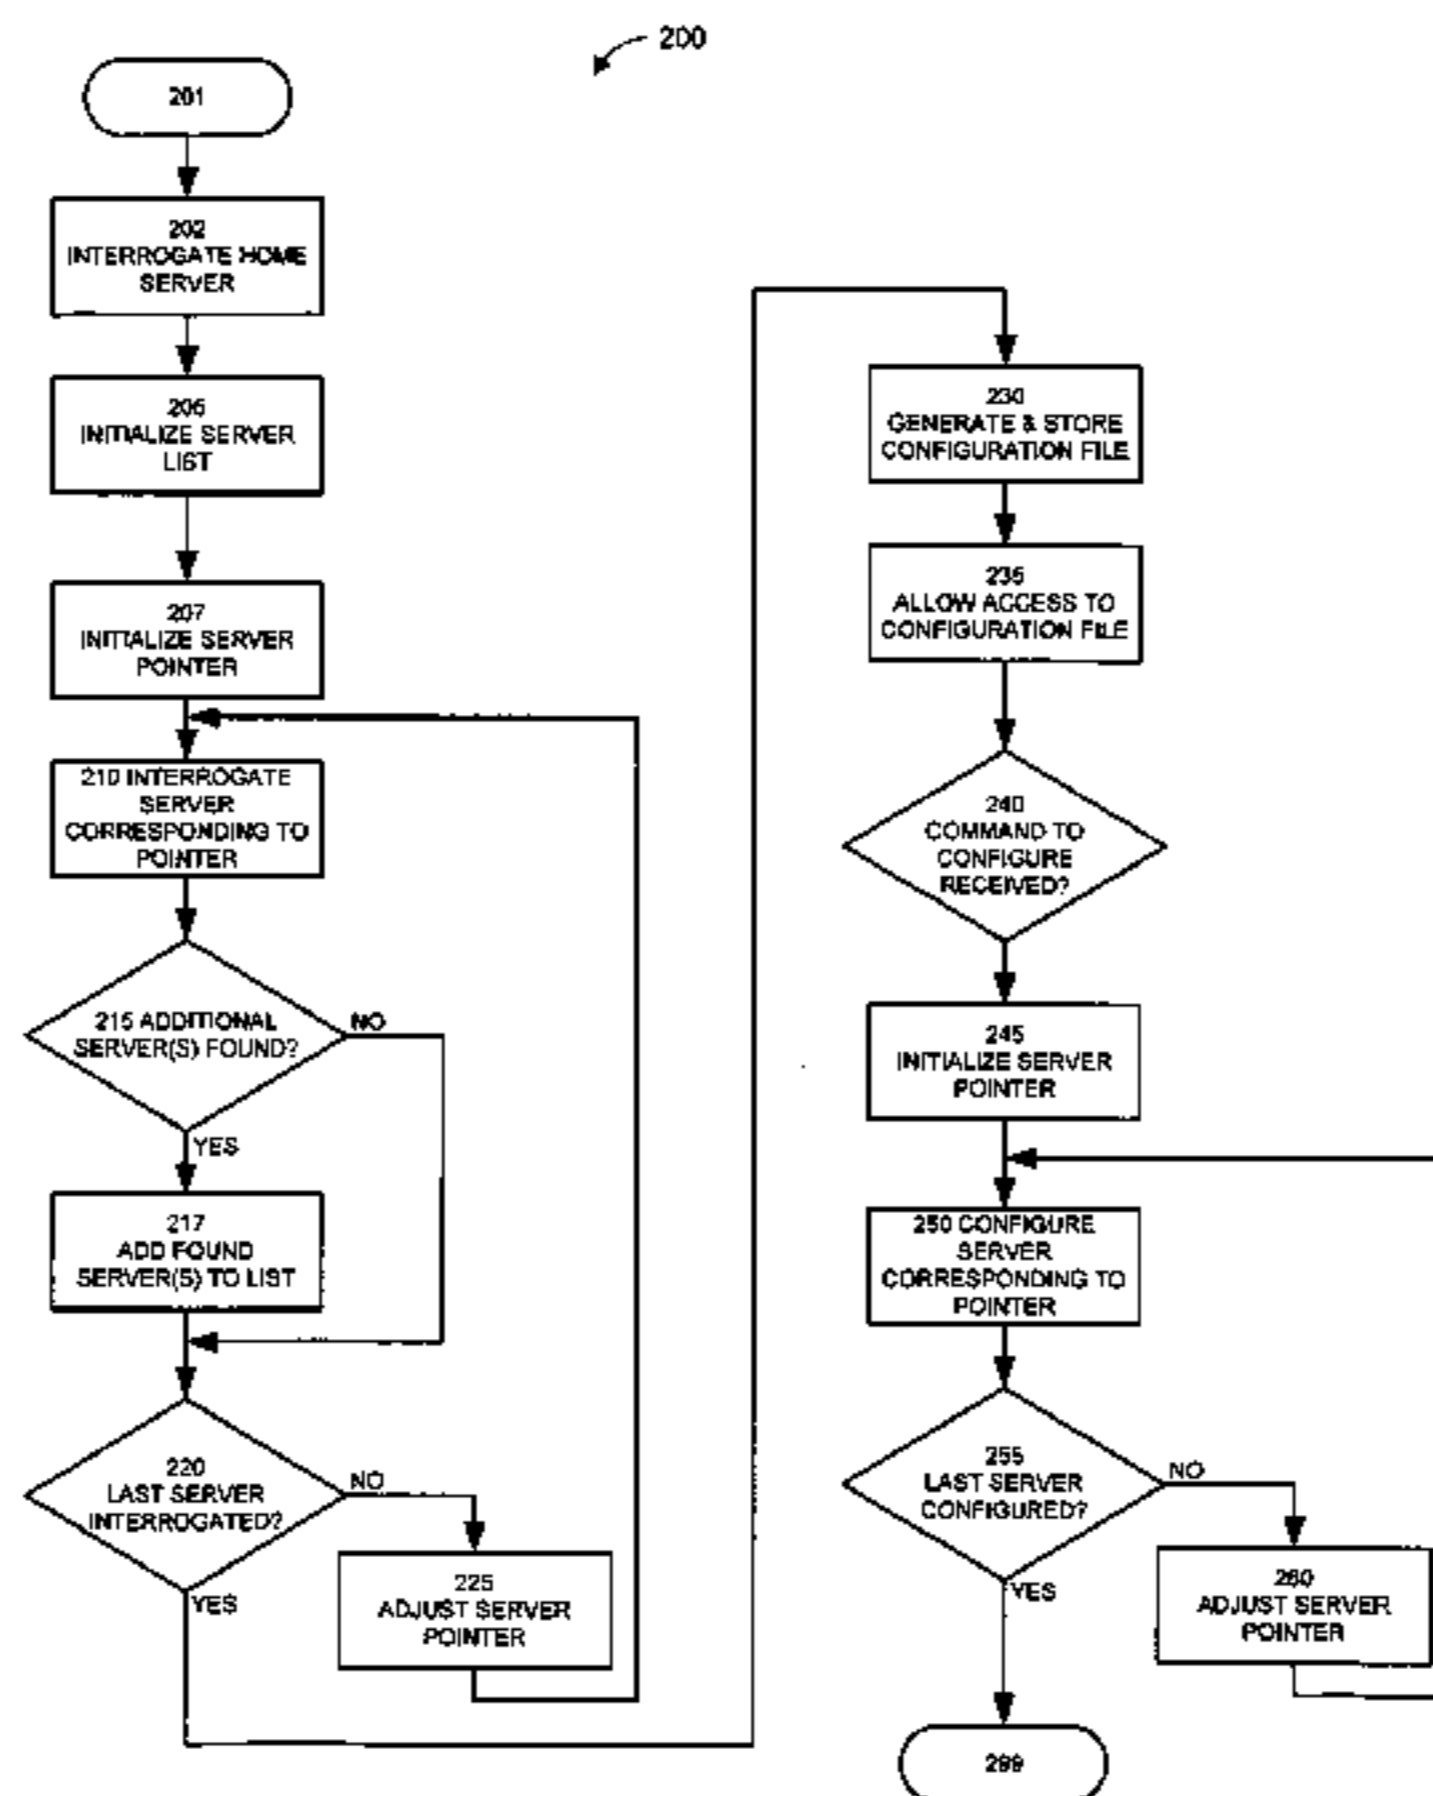 200
201
202
INTERROGATE HOME
SERVER
205
INITIALIZE SERVER
LIST
207
INITIALIZE SERVER
POINTER
210 INTERROGATE
SERVER
CORRESPONDING TO
POINTER
215 ADDITIONAL
SERVER(S) FOUND?
NO
YES
217
ADD FOUND
SERVER(S) TO LIST
220
LAST SERVER
INTERROGATED?
NO
YES
225
ADJUST SERVER
POINTER
230
GENERATE & STORE
CONFIGURATION FILE
235
ALLOW ACCESS TO
CONFIGURATION FILE
240
COMMAND TO
CONFIGURE
RECEIVED?
245
INITIALIZE SERVER
POINTER
250 CONFIGURE
SERVER
CORRESPONDING TO
POINTER
255
LAST SERVER
CONFIGURED?
NO
YES
260
ADJUST SERVER
POINTER
299